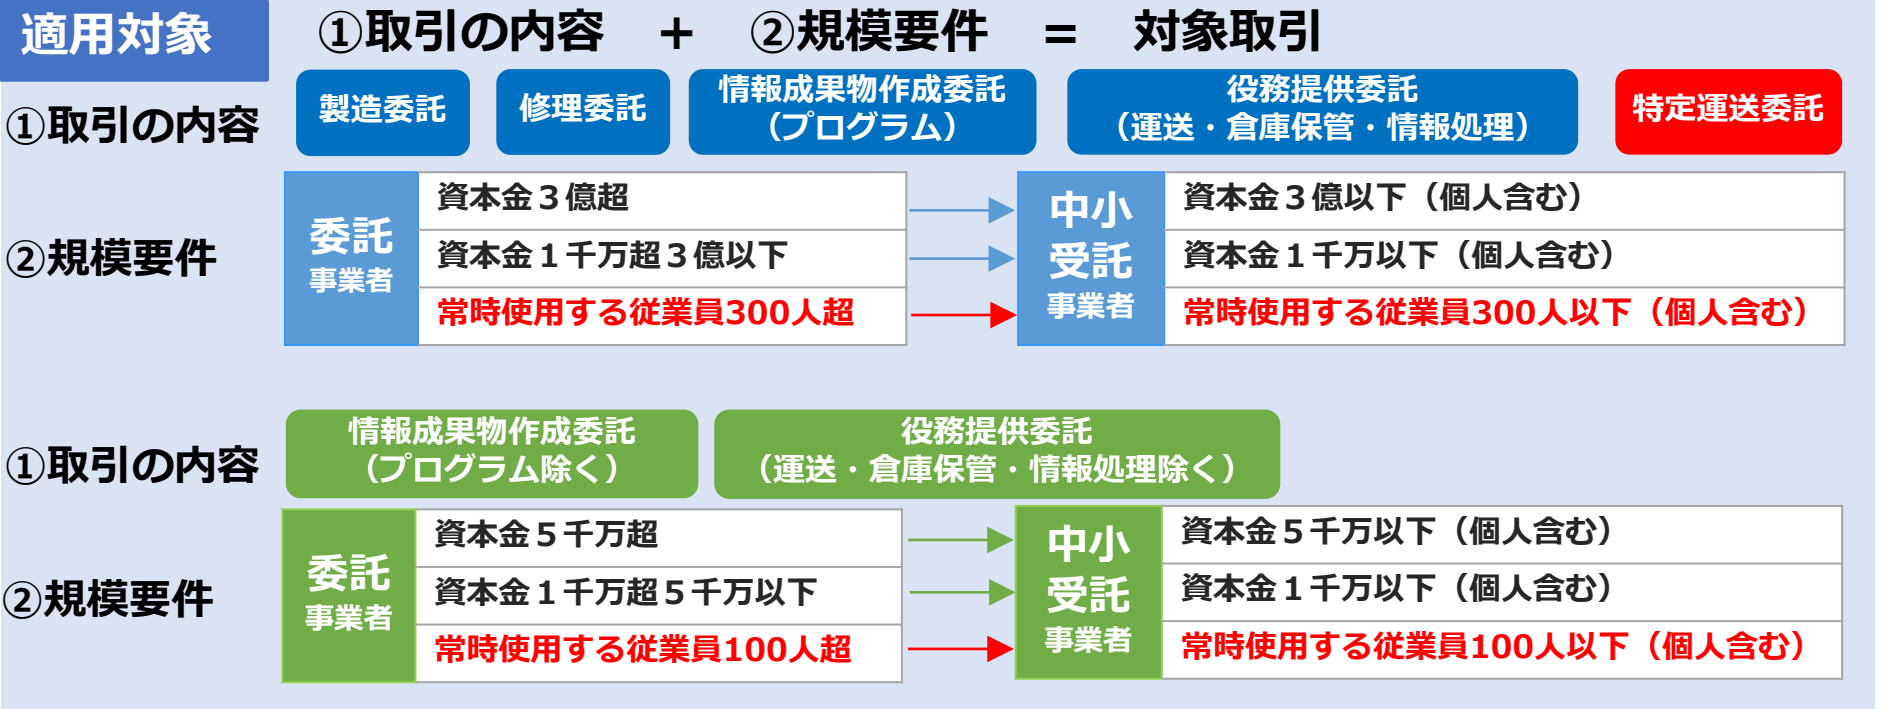 適用対象
①取引の内容　＋　②規模要件　＝　対象取引
①取引の内容
製造委託
修理委託
情報成果物作成委託
（プログラム）
役務提供委託
（運送・倉庫保管・情報処理）
特定運送委託
②規模要件
委託
事業者
資本金３億超
資本金１千万超３億以下
常時使用する従業員300人超
中小
受託
事業者
資本金３億以下（個人含む）
資本金１千万以下（個人含む）
常時使用する従業員300人以下（個人含む）
①取引の内容
情報成果物作成委託
（プログラム除く）
役務提供委託
（運送・倉庫保管・情報処理除く）
②規模要件
委託
事業者
資本金５千万超
資本金１千万超５千万以下
常時使用する従業員100人超
中小
受託
事業者
資本金５千万以下（個人含む）
資本金１千万以下（個人含む）
常時使用する従業員100人以下（個人含む）